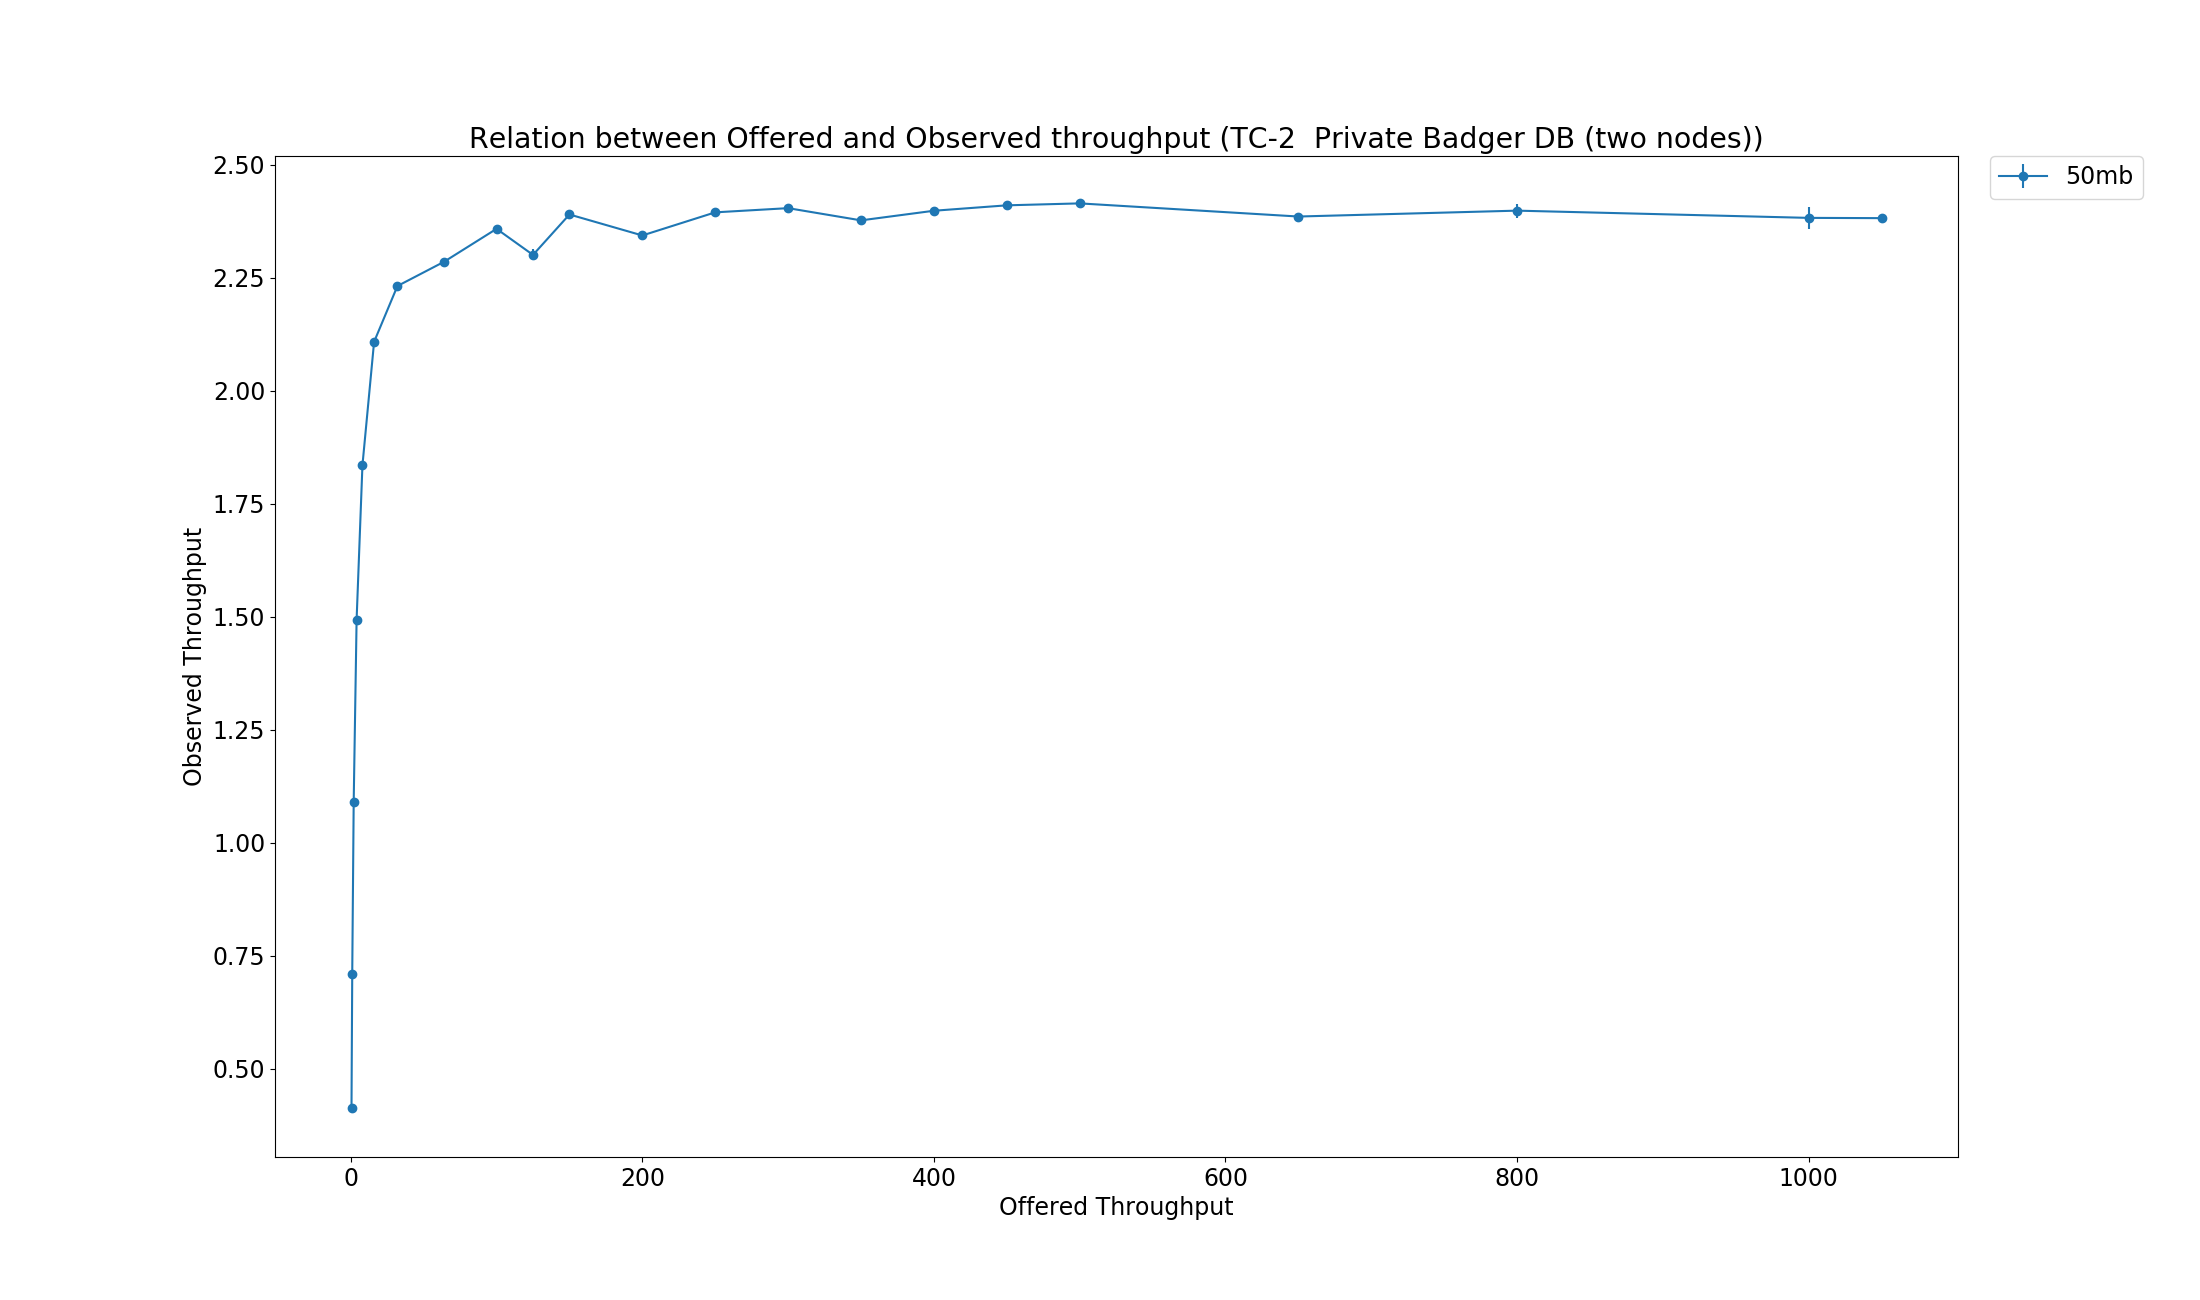 Relation between Offered and Observed throughput (TC-2  Private Badger DB (two nodes))
50mb
2.50
2.25
2.00
1.75
1.50
1.25
1.00
0.75
0.50
Observed Throughput
0 200 400 600 800 1000
Offered Throughput